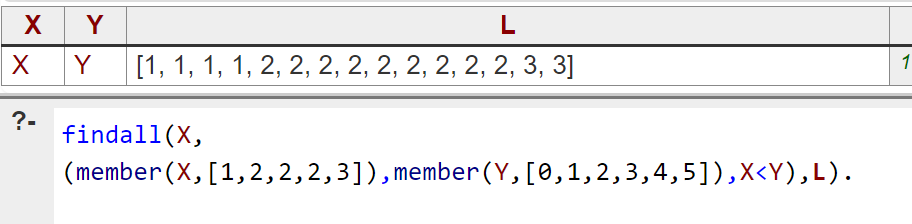 X Y L
X Y [1, 1, 1, 1, 2, 2, 2, 2, 2, 2, 2, 2, 2, 3, 3]
1
?- findall(X,
(member(X,[1,2,2,2,3]),member(Y,[0,1,2,3,4,5]),X<Y),L).